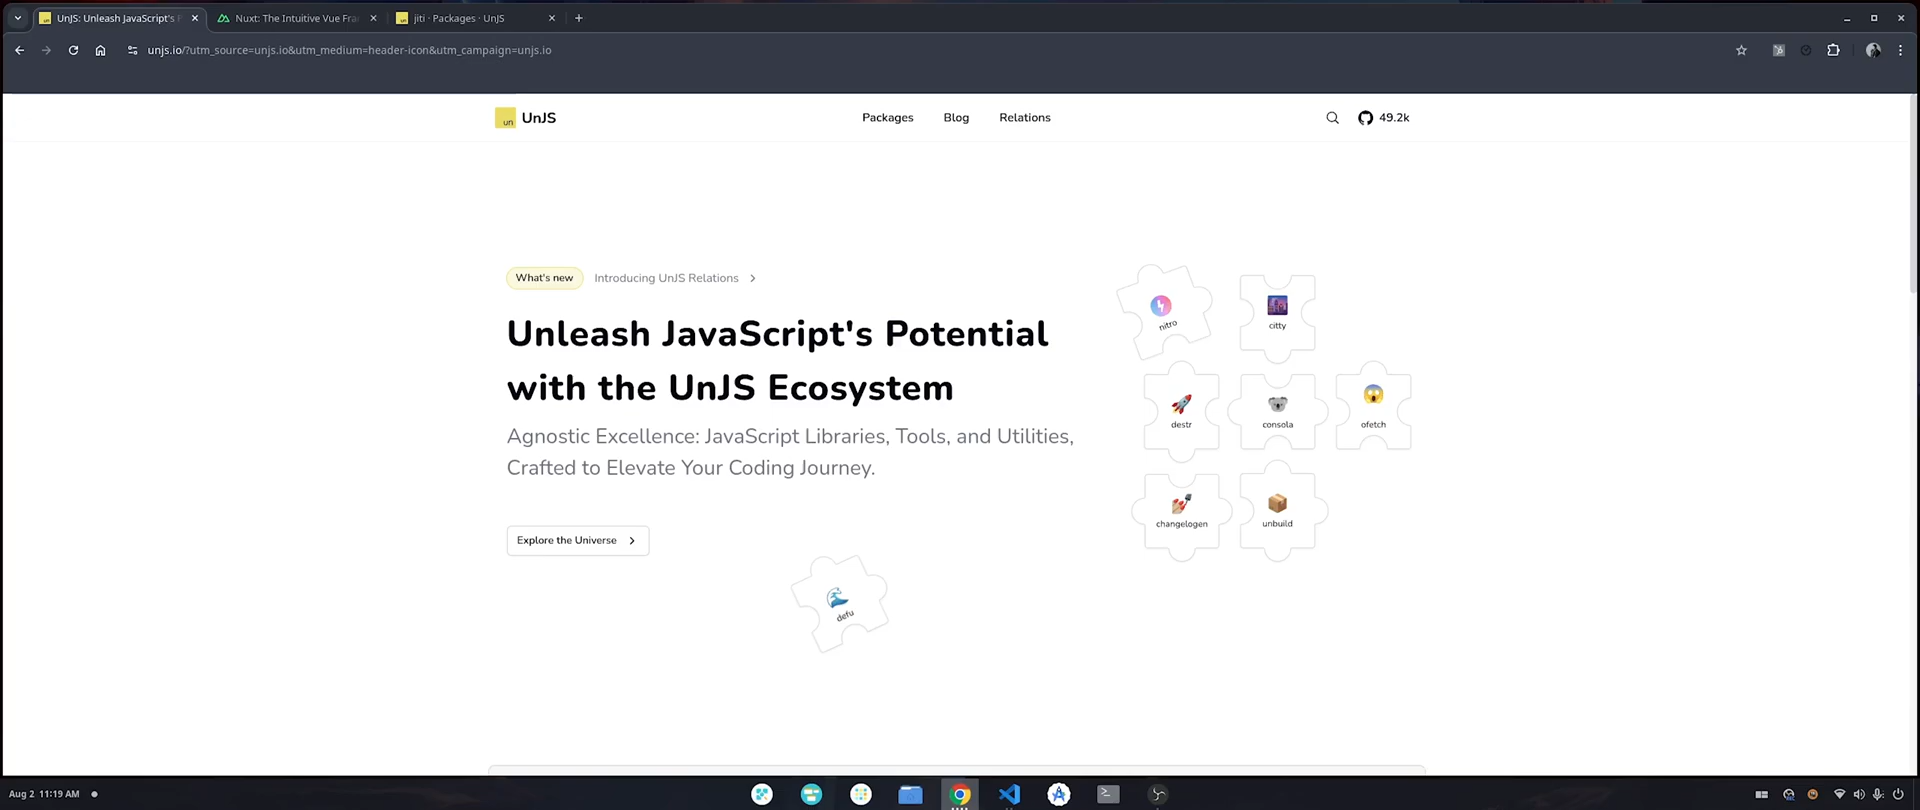 UnJS: Unleash JavaScript's P
Nuxt: The Intuitive Vue Fra
jiti · Packages · UnJS
unjs.io/?utm_source=unjs.io&utm_medium=header-icon&utm_campaign=unjs.io
un UnJS
Packages
Blog
Relations
49.2k
What's new
Introducing UnJS Relations
Unleash JavaScript's Potential
with the UnJS Ecosystem
Agnostic Excellence: JavaScript Libraries, Tools, and Utilities,
Crafted to Elevate Your Coding Journey.
Explore the Universe
nitro
citty
destr
consola
ofetch
changelogen
unbuild
defu
Aug 2 11:19 AM